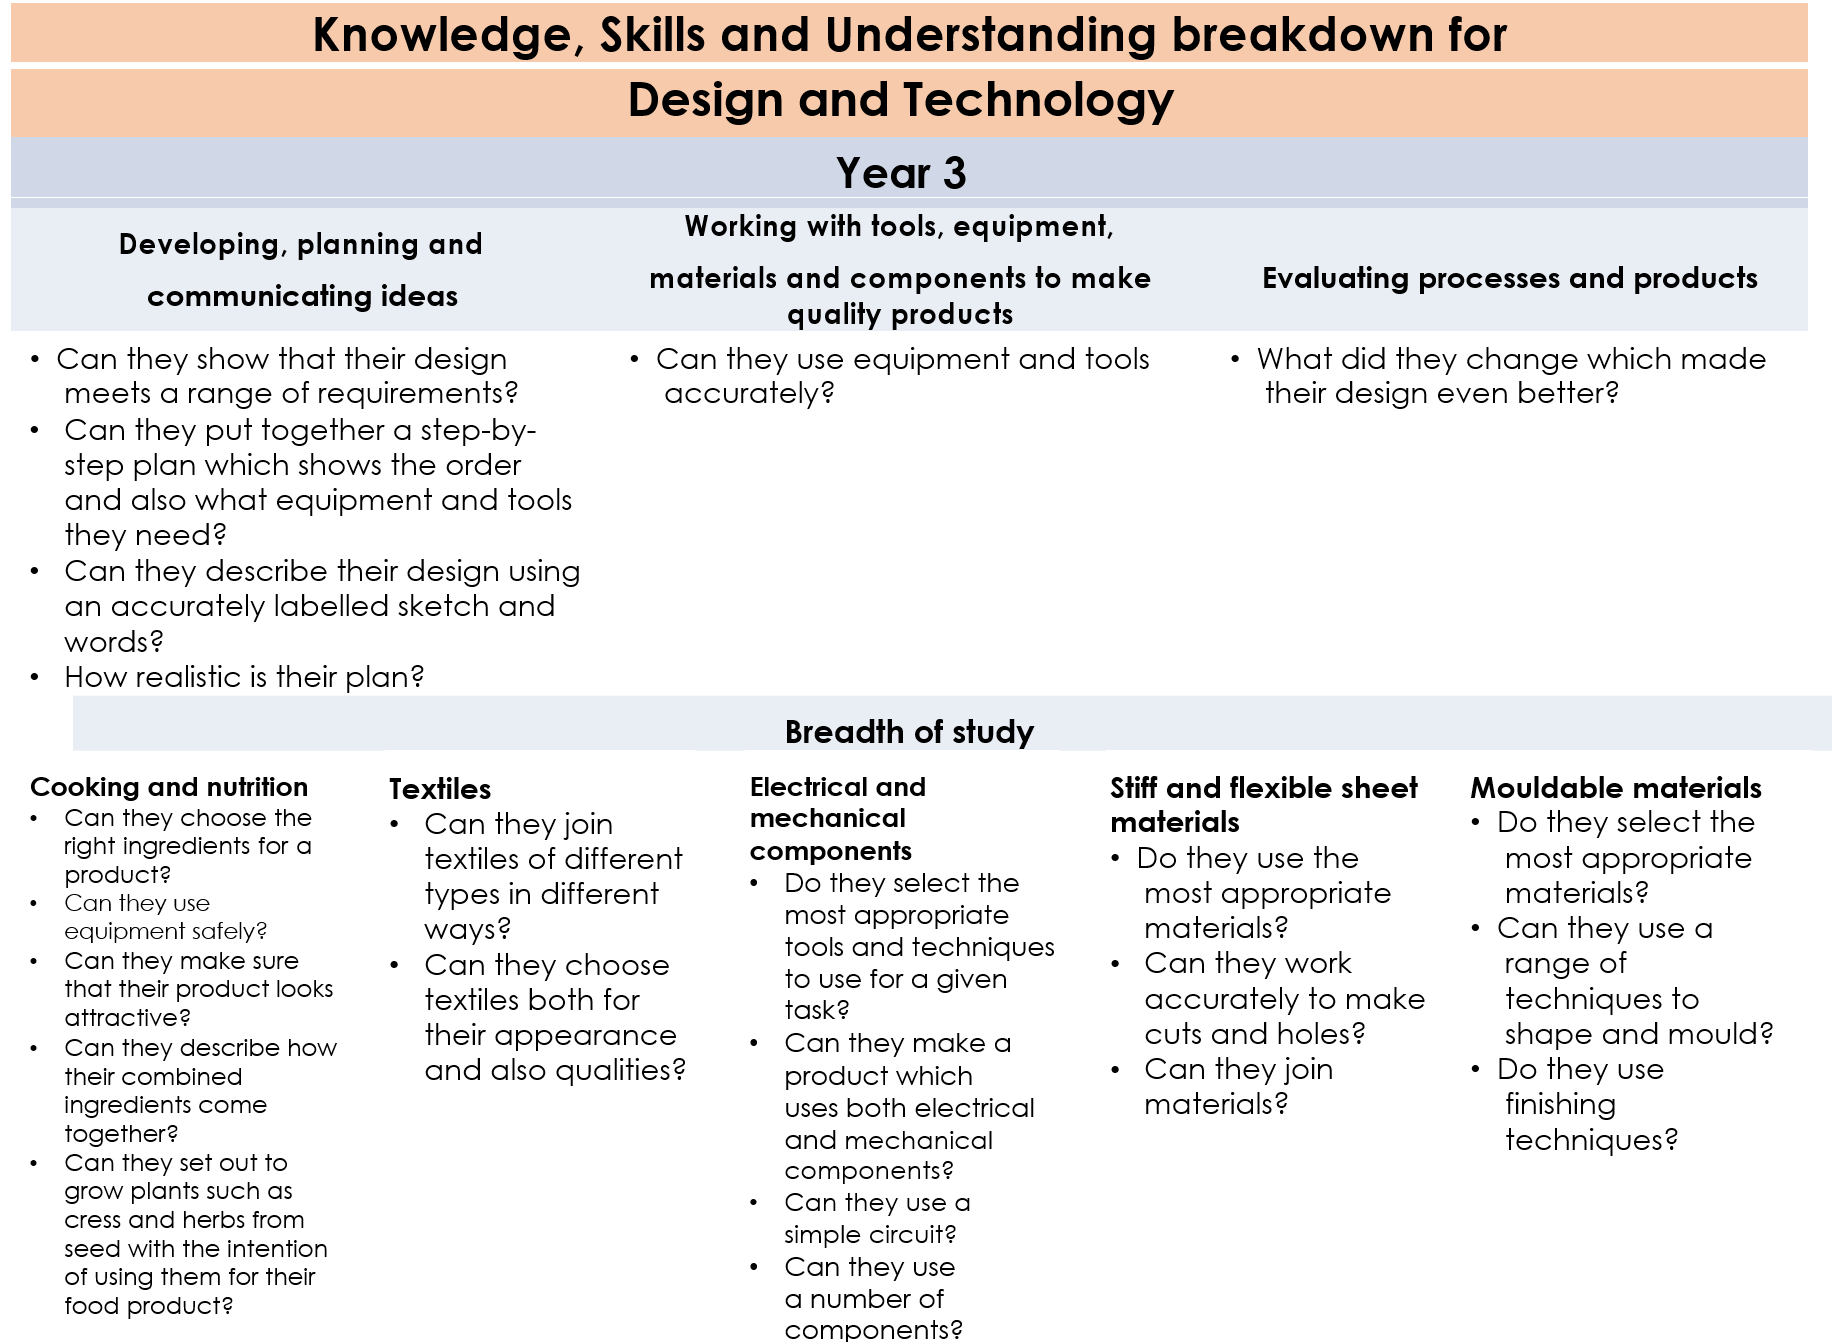 Knowledge, Skills and Understanding breakdown for
Design and Technology
Year 3
Developing, planning and
communicating ideas
Working with tools, equipment,
materials and components to make
quality products
Evaluating processes and products
• Can they show that their design
meets a range of requirements?
• Can they put together a step-by-
step plan which shows the order
and also what equipment and tools
they need?
• Can they describe their design using
an accurately labelled sketch and
words?
• How realistic is their plan?
• Can they use equipment and tools
accurately?
• What did they change which made
their design even better?
Breadth of study
Cooking and nutrition
• Can they choose the
right ingredients for a
product?
• Can they use
equipment safely?
• Can they make sure
that their product looks
attractive?
• Can they describe how
their combined
ingredients come
together?
• Can they set out to
grow plants such as
cress and herbs from
seed with the intention
of using them for their
food product?
Textiles
• Can they join
textiles of different
types in different
ways?
• Can they choose
textiles both for
their appearance
and also qualities?
Electrical and
mechanical
components
• Do they select the
most appropriate
tools and techniques
to use for a given
task?
• Can they make a
product which
uses both electrical
and mechanical
components?
• Can they use a
simple circuit?
• Can they use
a number of
components?
Stiff and flexible sheet
materials
• Do they use the
most appropriate
materials?
• Can they work
accurately to make
cuts and holes?
• Can they join
materials?
Mouldable materials
• Do they select the
most appropriate
materials?
• Can they use a
range of
techniques to
shape and mould?
• Do they use
finishing
techniques?